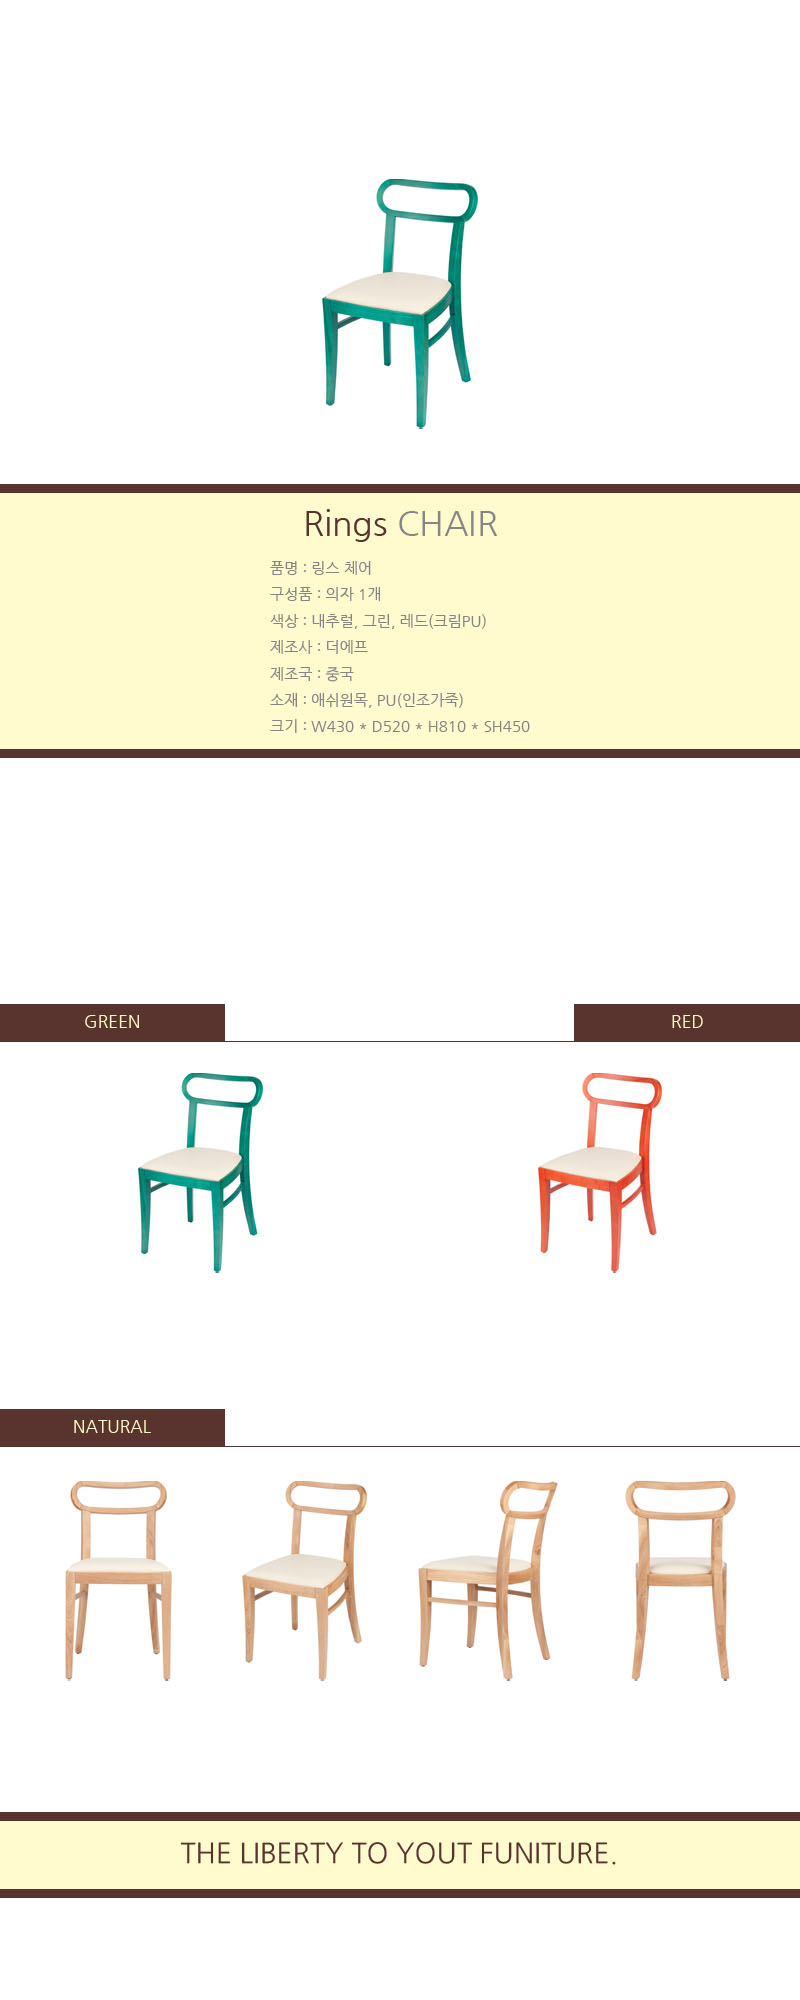 Rings CHAIR
품명 : 링스 체어
구성품 : 의자 1개
색상 : 내추럴, 그린, 레드(크림PU)
제조사 : 더에프
제조국 : 중국
소재 : 애쉬원목, PU(인조가죽)
크기 : W430 * D520 * H810 * SH450
GREEN
RED
NATURAL
THE LIBERTY TO YOUT FUNITURE.